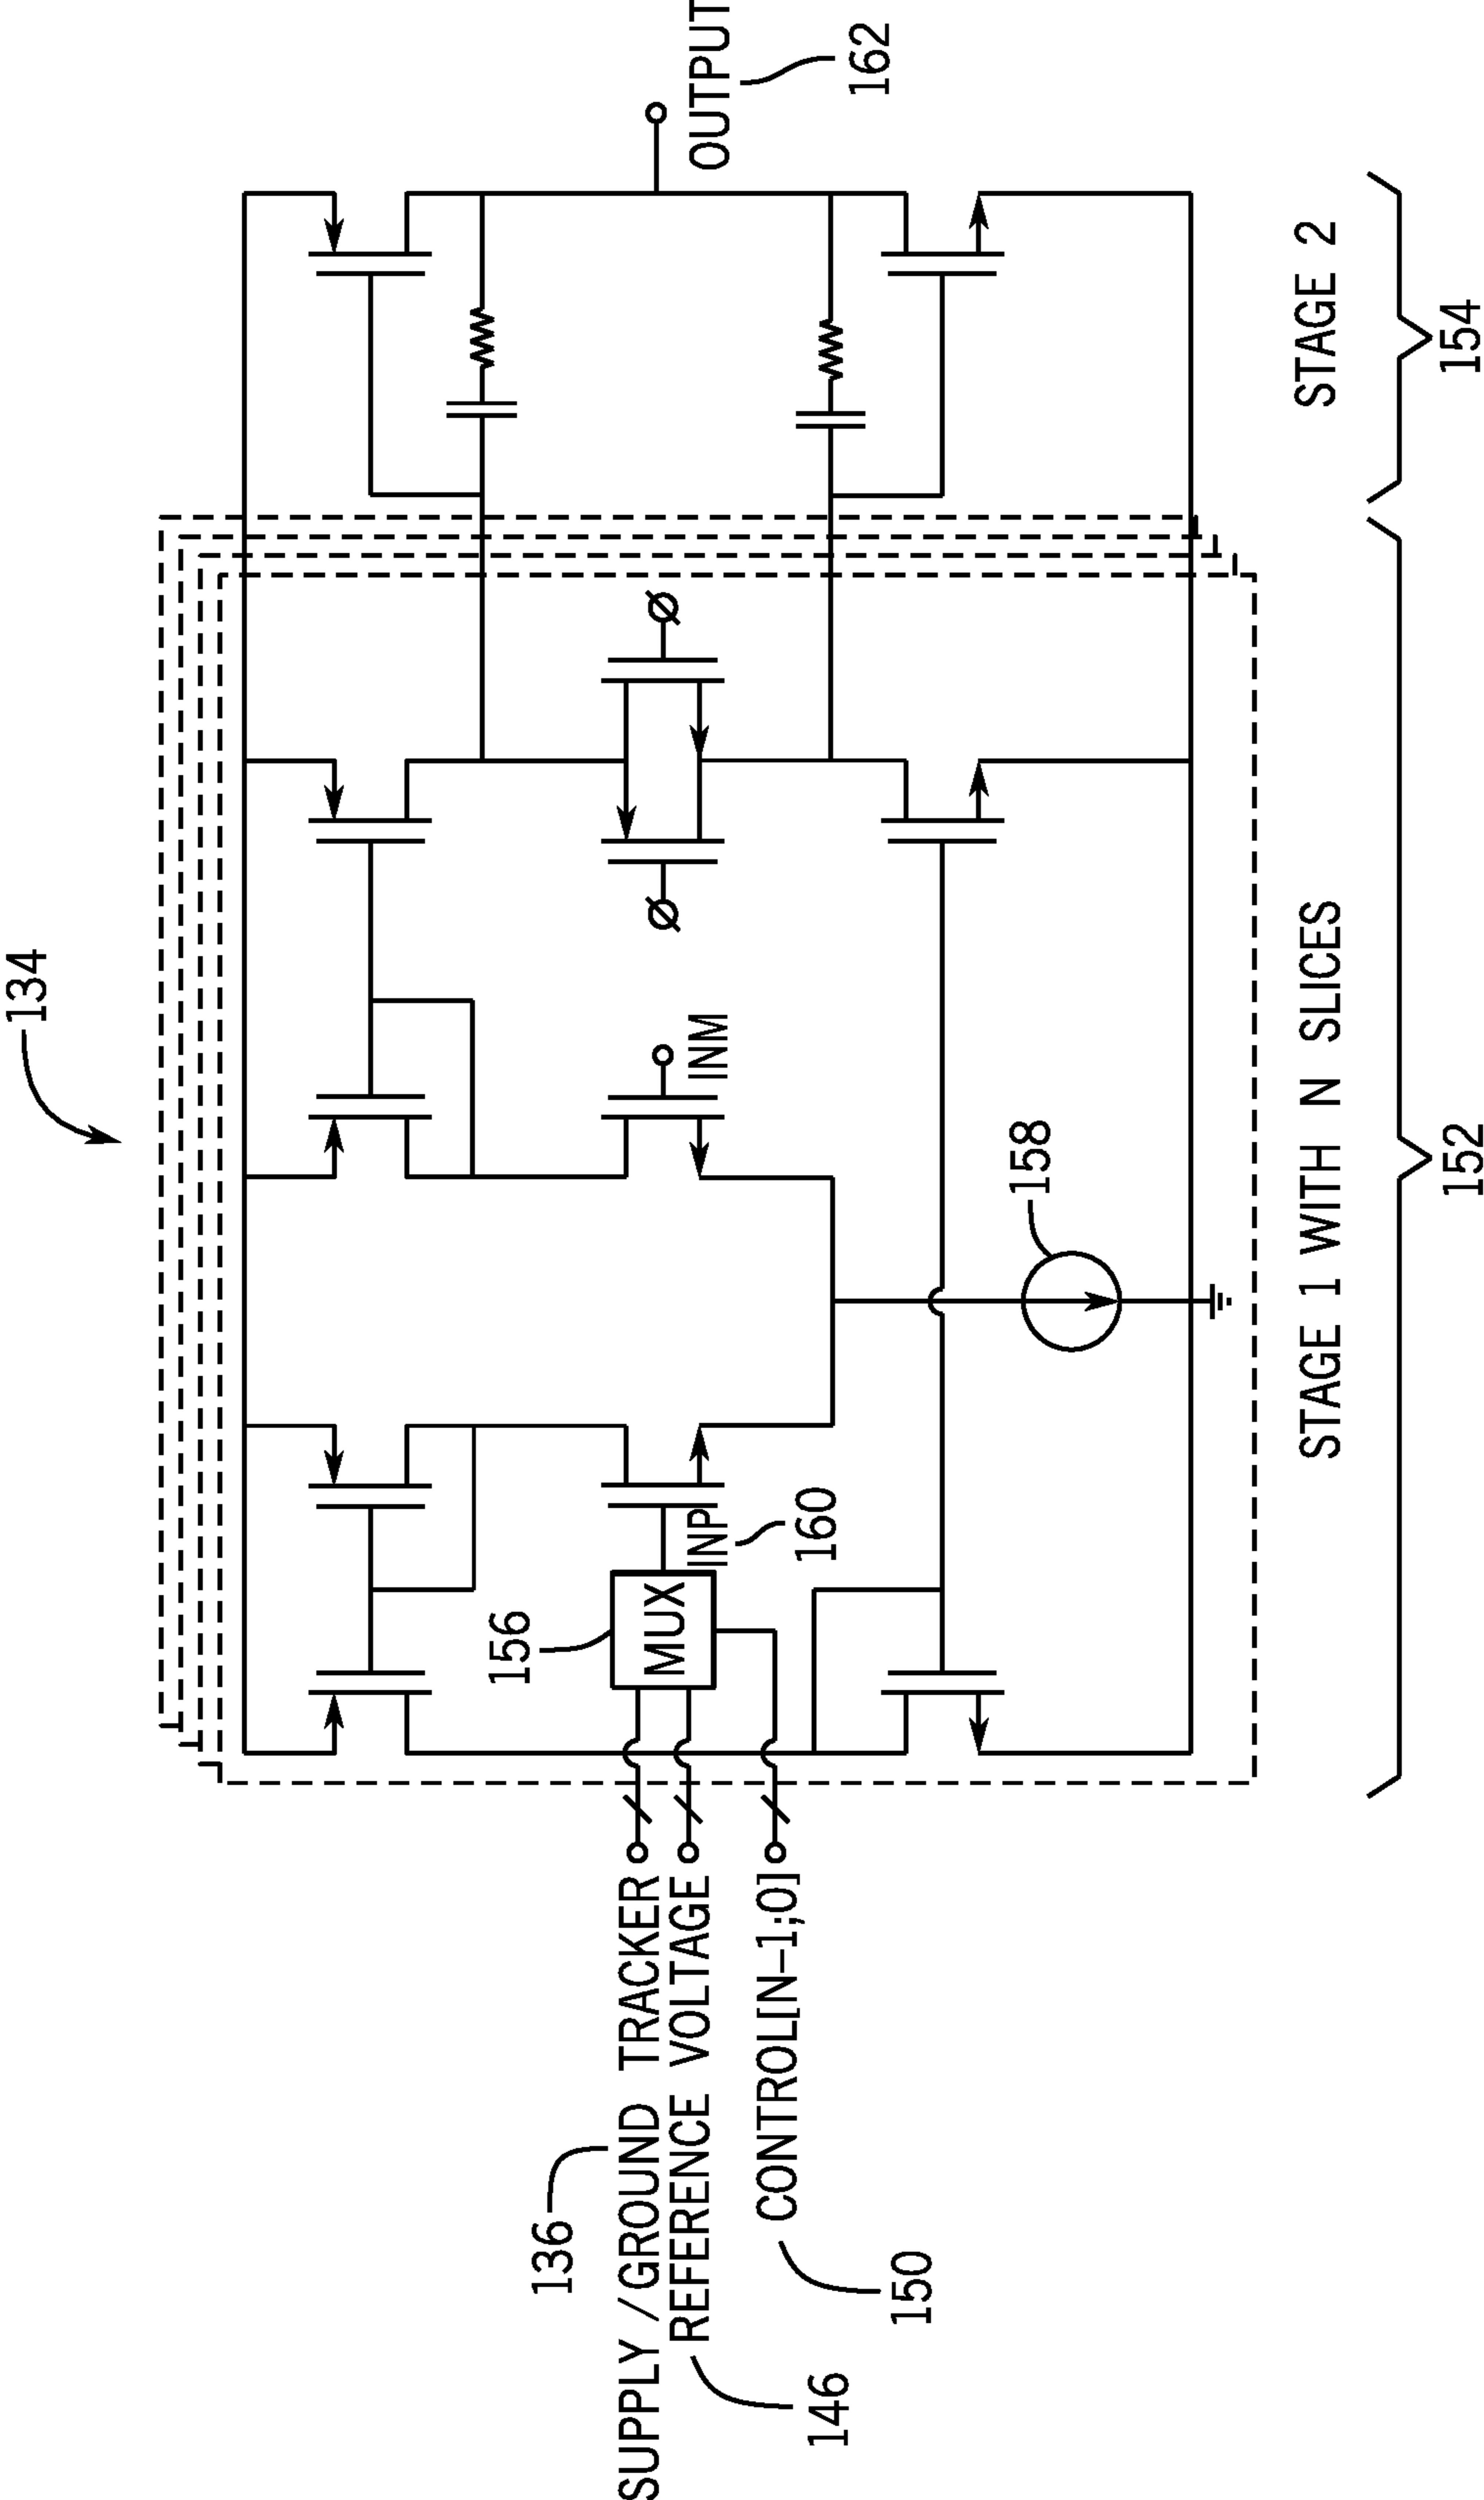 134
SUPPLY/GROUND TRACKER
136
REFERENCE VOLTAGE
146
CONTROL[N-1;0]
150
156
MUX
INP
160
INM
158
Ø
Ø
OUTPUT
162
STAGE 1 WITH N SLICES
152
STAGE 2
154